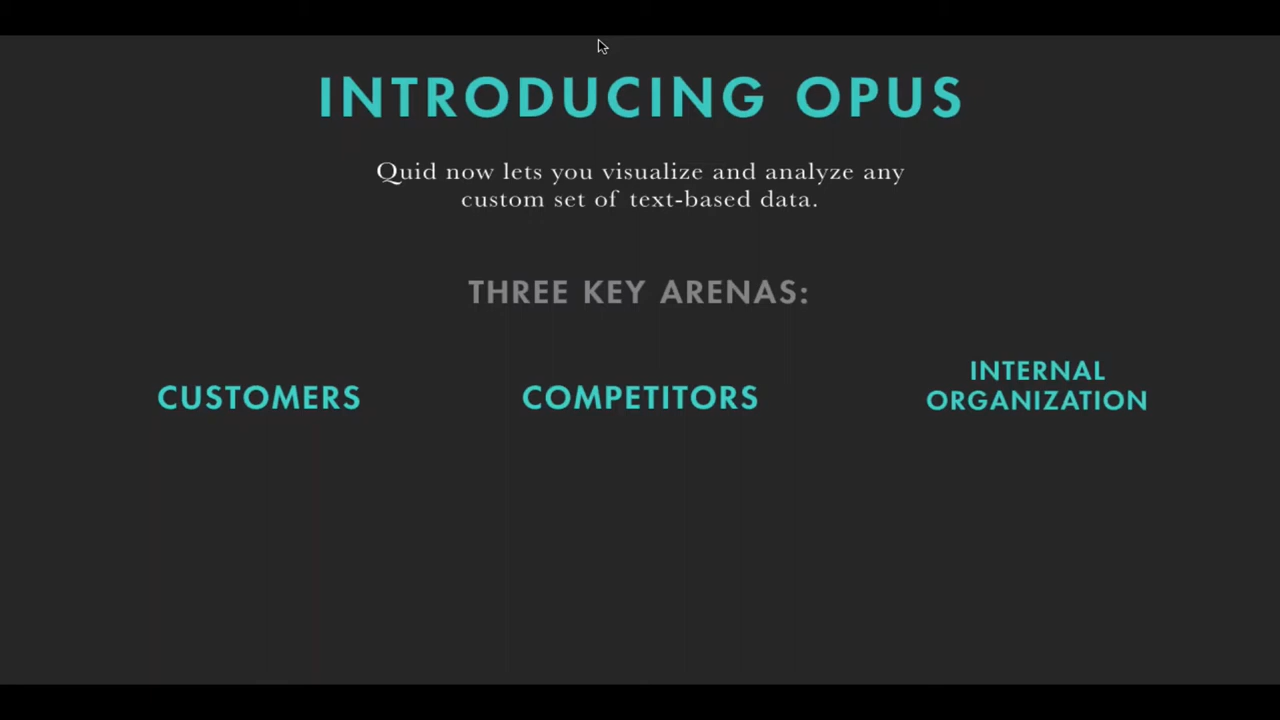 INTRODUCING OPUS
Quid now lets you visualize and analyze any
custom set of text-based data.
THREE KEY ARENAS:
CUSTOMERS
COMPETITORS
INTERNAL
ORGANIZATION